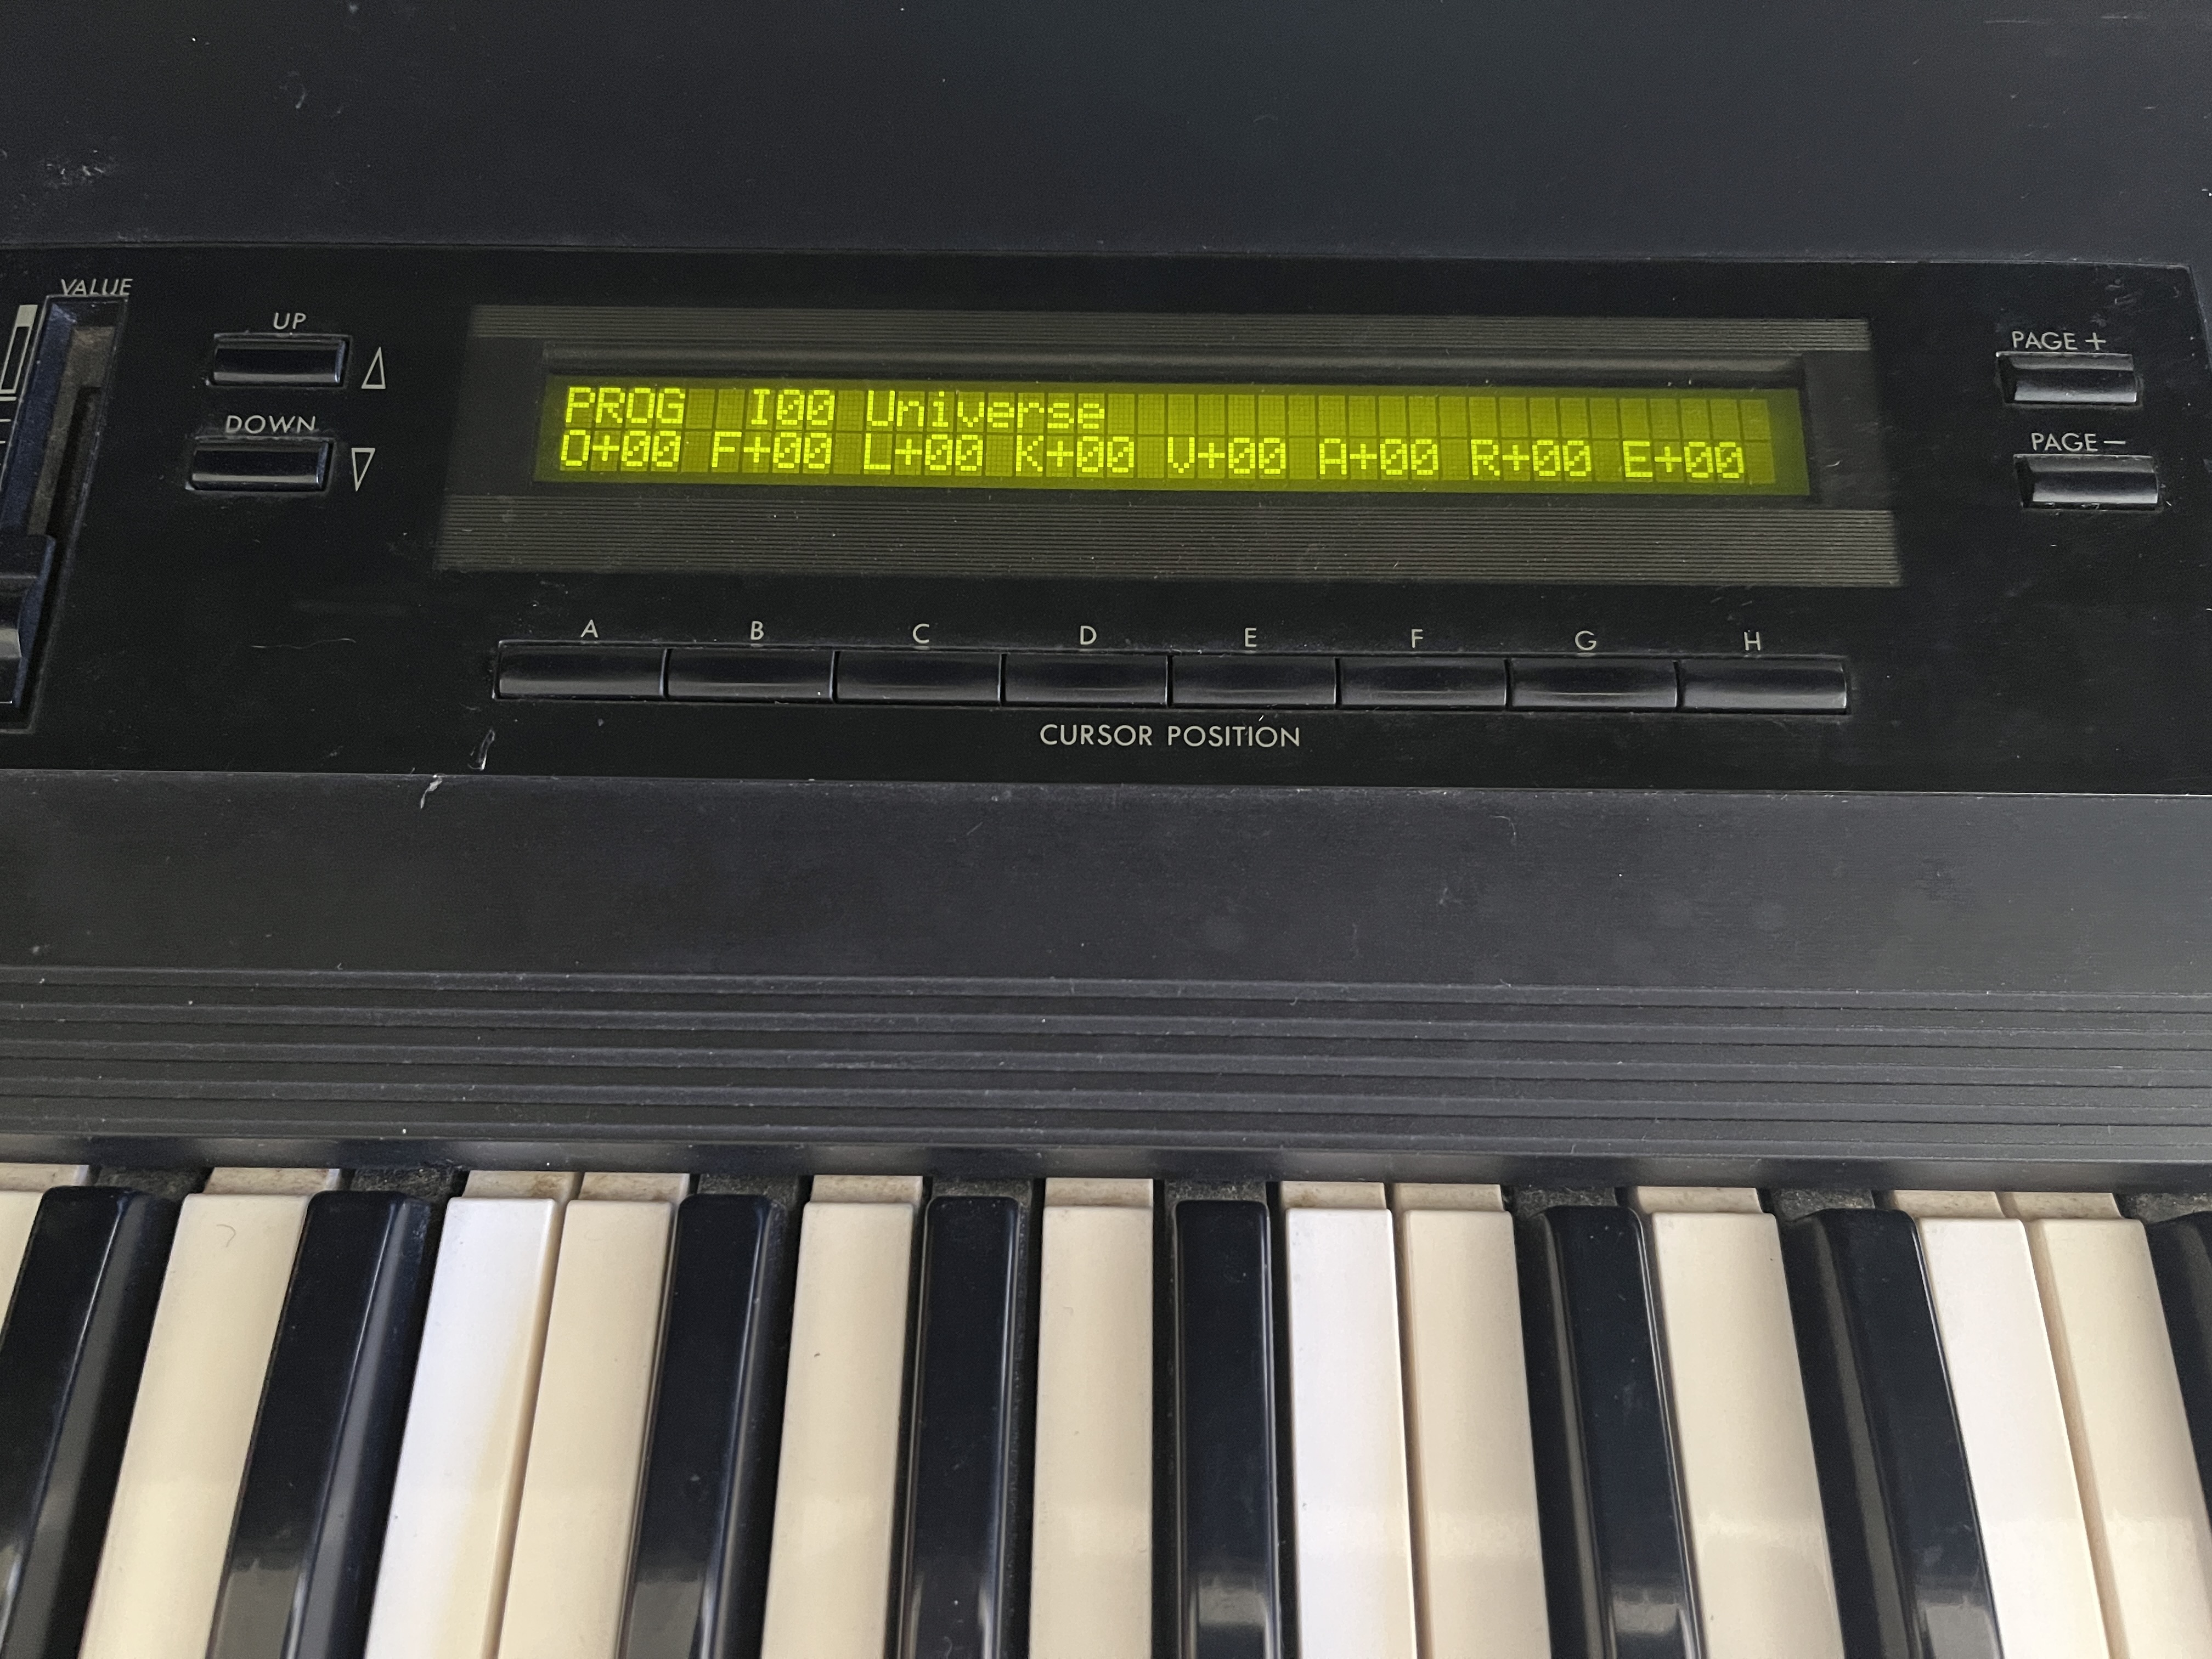 VALUE
UP
DOWN
PROG  I00 Universe
O+00 F+00 L+00 K+00 V+00 A+00 R+00 E+00
PAGE +
PAGE -
A B C D E F G H
CURSOR POSITION